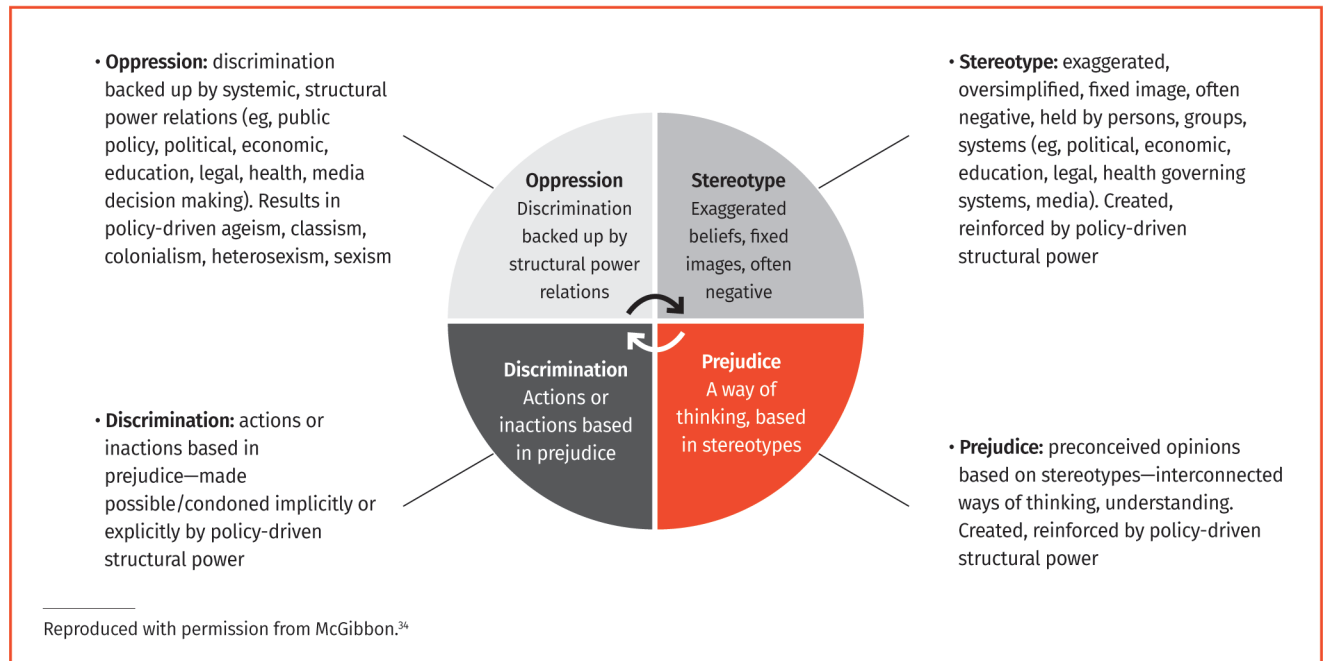 • Oppression: discrimination
backed up by systemic, structural
power relations (eg, public
policy, political, economic,
education, legal, health, media
decision making). Results in
policy-driven ageism, classism,
colonialism, heterosexism, sexism
• Stereotype: exaggerated,
oversimplified, fixed image, often
negative, held by persons, groups,
systems (eg, political, economic,
education, legal, health governing
systems, media). Created,
reinforced by policy-driven
structural power
Oppression
Discrimination
backed up by
structural power
relations
Stereotype
Exaggerated
beliefs, fixed
images, often
negative
Discrimination
Actions or
inactions based
in prejudice
Prejudice
A way of
thinking, based
in stereotypes
• Discrimination: actions or
inactions based in
prejudice—made
possible/condoned implicitly or
explicitly by policy-driven
structural power
• Prejudice: preconceived opinions
based on stereotypes—interconnected
ways of thinking, understanding.
Created, reinforced by policy-driven
structural power
Reproduced with permission from McGibbon.³⁴